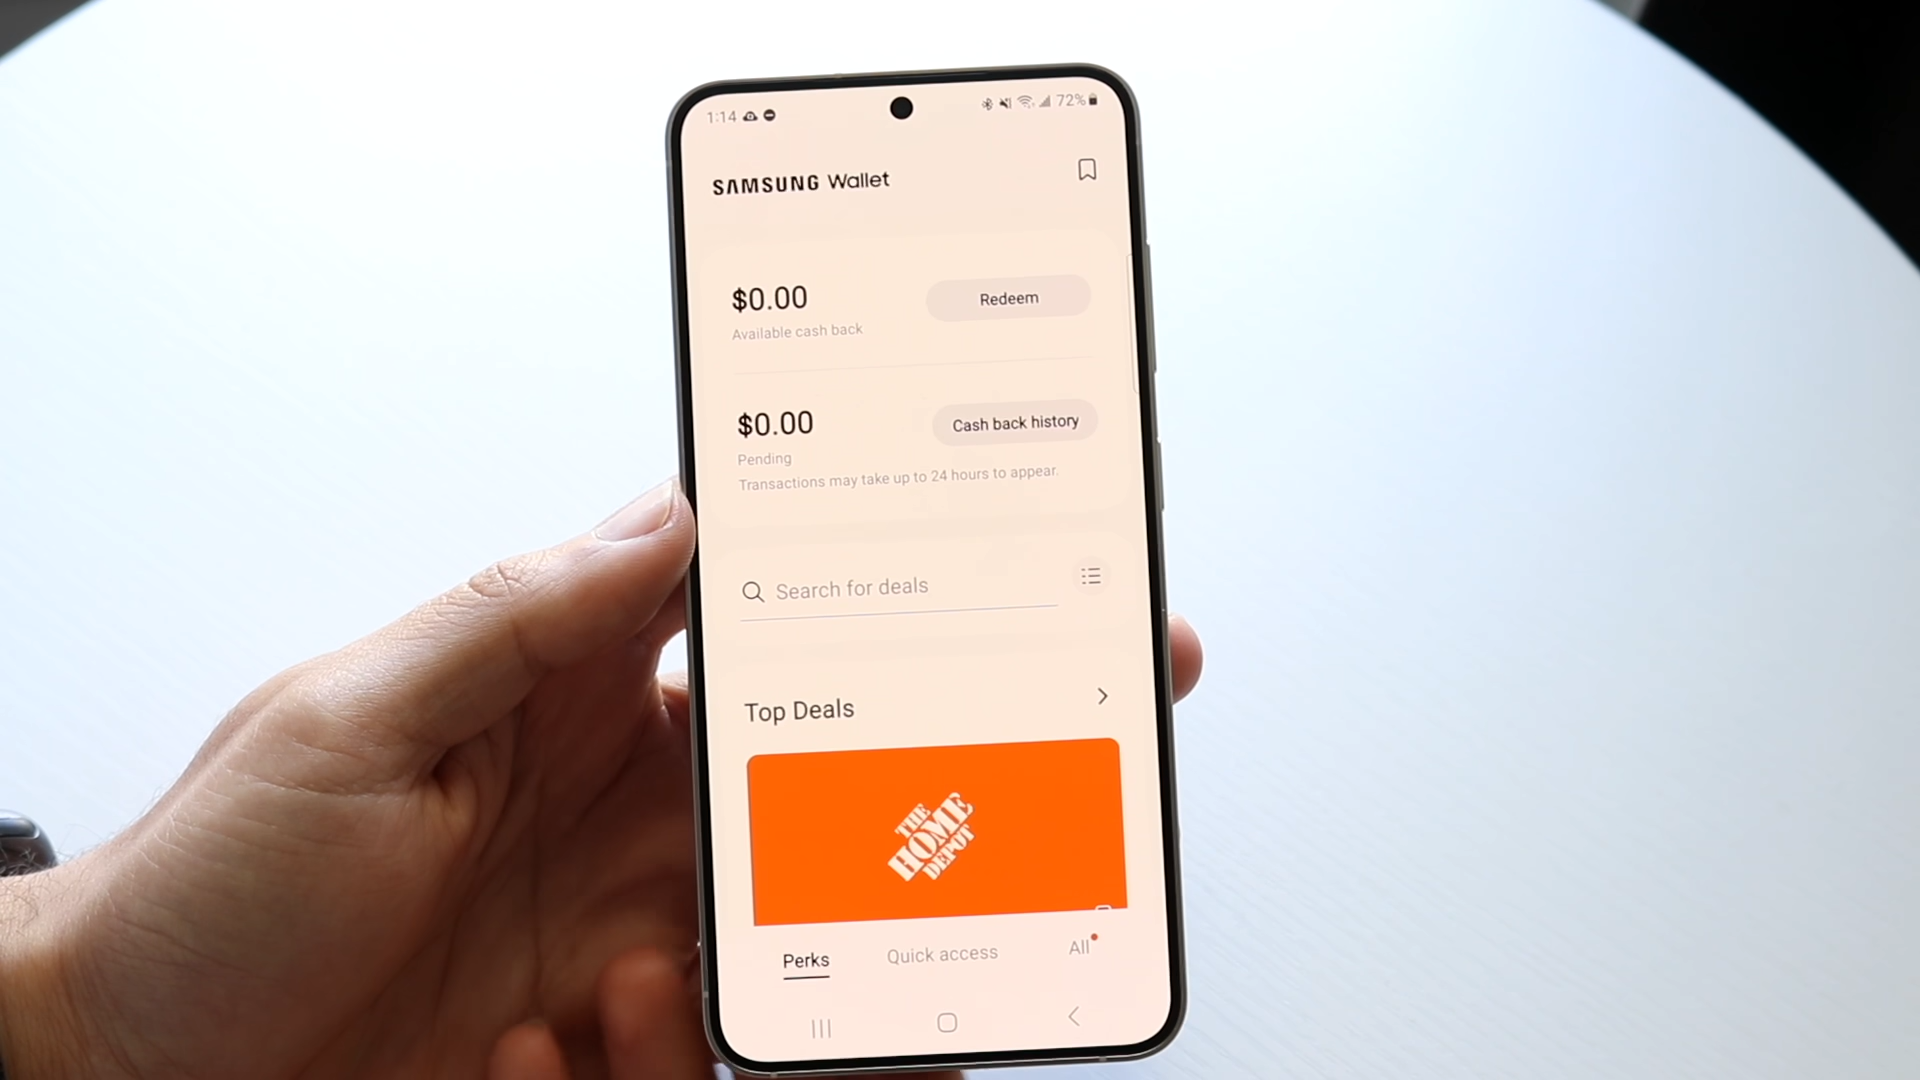 1:14
72%
SAMSUNG Wallet
$0.00
Redeem
Available cash back
$0.00
Cash back history
Pending
Transactions may take up to 24 hours to appear.
Search for deals
Top Deals
THE
HOME
DEPOT
Perks
Quick access
All